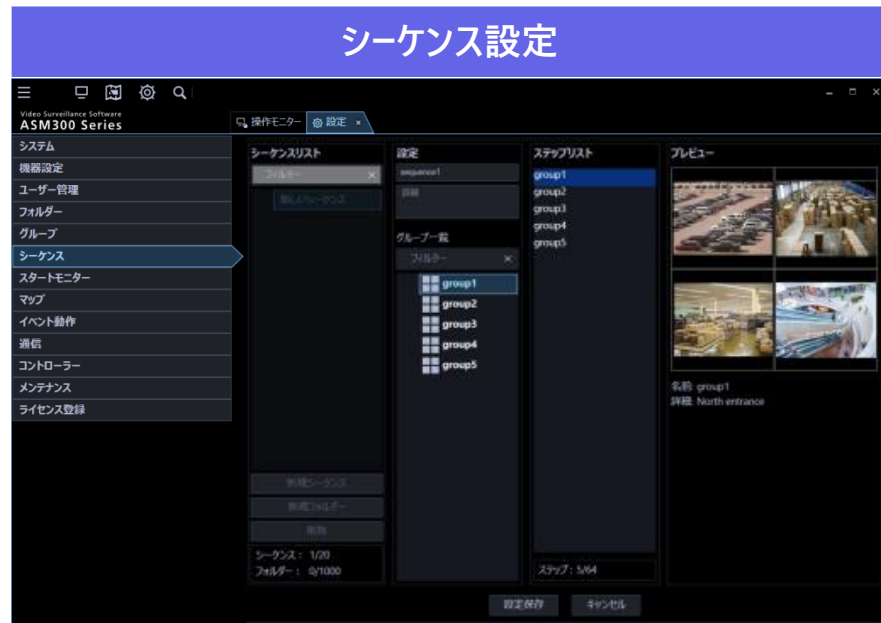 シーケンス設定
Video Surveillance Software
ASM300 Series
操作モニター
設定 ×
システム
機器設定
ユーザー管理
フォルダー
グループ
シーケンス
スタートモニター
マップ
イベント動作
通信
コントローラー
メンテナンス
ライセンス登録
シーケンスリスト
フィルター ×
新しいシーケンス
新規シーケンス
新規フォルダー
削除
シーケンス： 1/20
フォルダー： 0/1000
設定
sequence1
詳細
グループ一覧
フィルター ×
group1
group2
group3
group4
group5
ステップリスト
group1
group2
group3
group4
group5
ステップ: 5/64
プレビュー
名前: group1
詳細: North entrance
設定保存
キャンセル